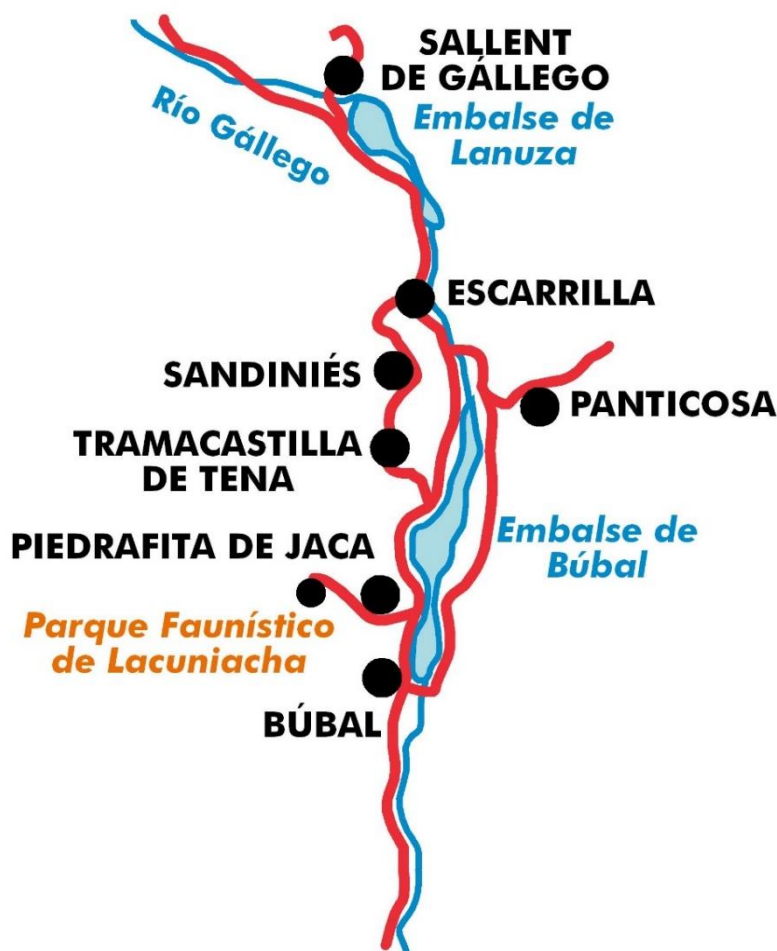 SALLENT
DE GÁLLEGO
Río Gállego
Embalse de
Lanuza
ESCARRILLA
SANDINIÉS
PANTICOSA
TRAMACASTILLA
DE TENA
Embalse de
Búbal
PIEDRAFITA DE JACA
Parque Faunístico
de Lacuniacha
BÚBAL